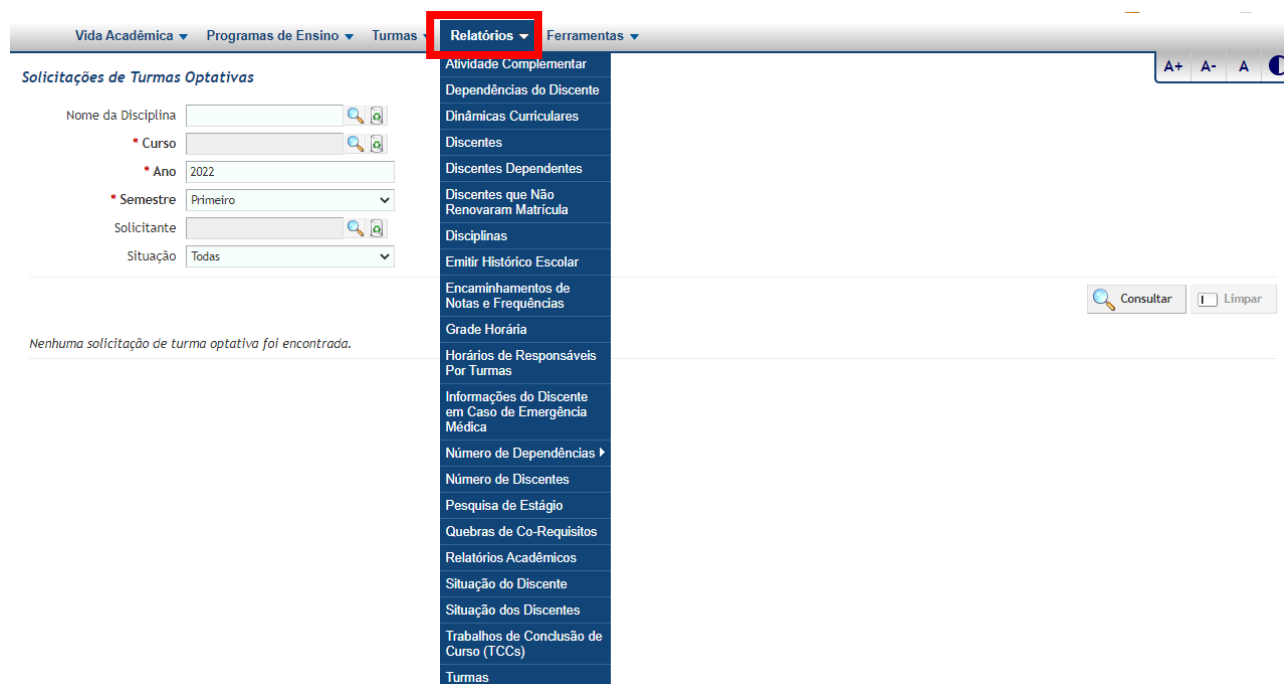 Vida Acadêmica Programas de Ensino Turmas Relatórios Ferramentas
A+ A- A
Solicitações de Turmas Optativas
Nome da Disciplina
* Curso
* Ano 2022
* Semestre Primeiro
Solicitante
Situação Todas
Consultar Limpar
Nenhuma solicitação de turma optativa foi encontrada.
Atividade Complementar
Dependências do Discente
Dinâmicas Curriculares
Discentes
Discentes Dependentes
Discentes que Não
Renovaram Matrícula
Disciplinas
Emitir Histórico Escolar
Encaminhamentos de
Notas e Frequências
Grade Horária
Horários de Responsáveis
Por Turmas
Informações do Discente
em Caso de Emergência
Médica
Número de Dependências
Número de Discentes
Pesquisa de Estágio
Quebras de Co-Requisitos
Relatórios Acadêmicos
Situação do Discente
Situação dos Discentes
Trabalhos de Conclusão de
Curso (TCCs)
Turmas